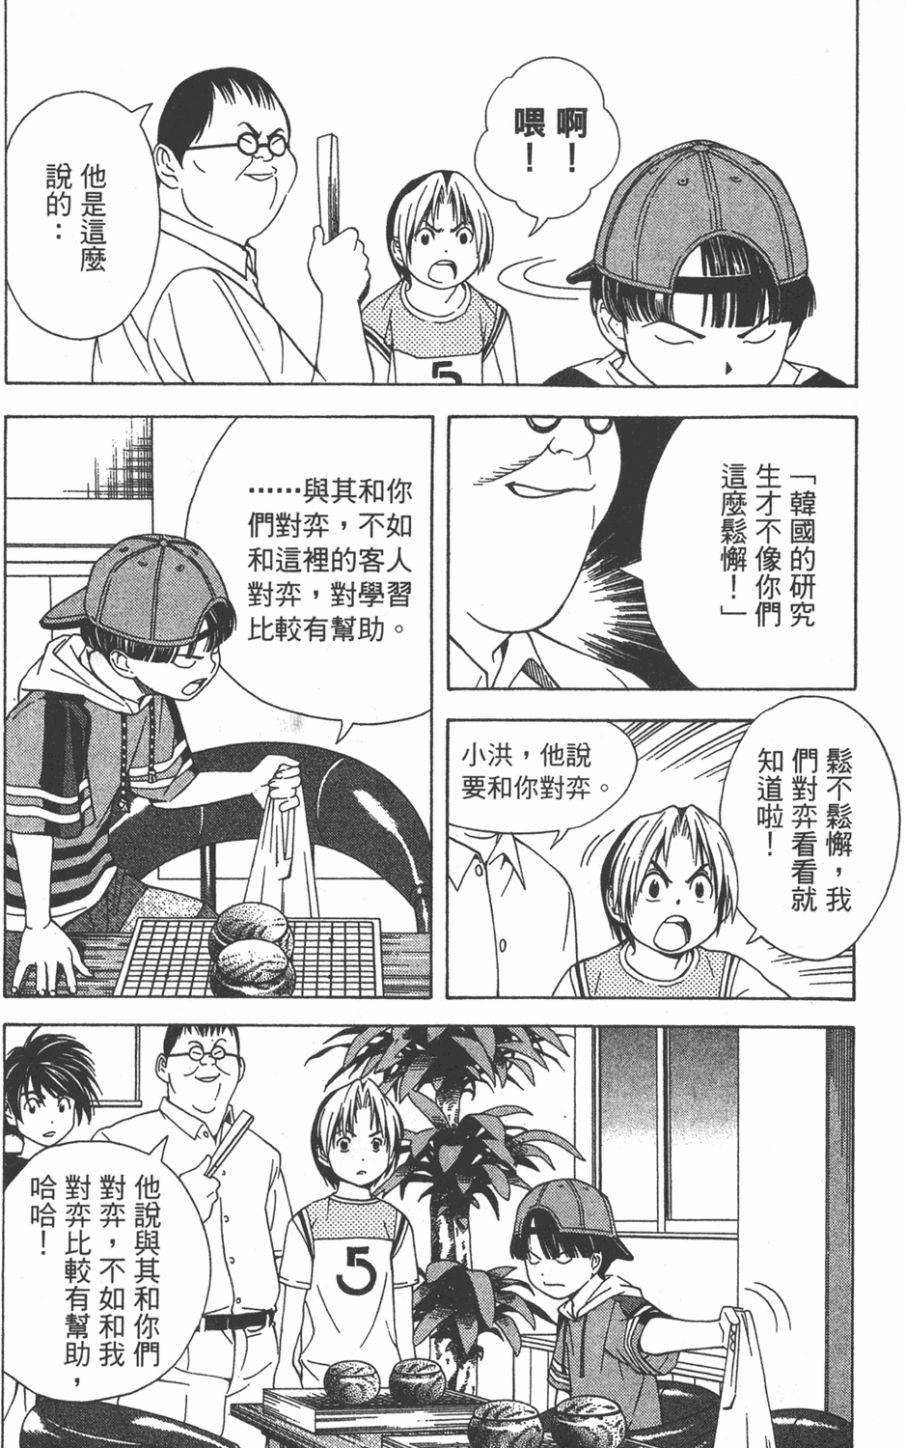 啊！
喂！
他是這麼
說的：
「韓國的研究
生才不像你們
這麼鬆懈！」
……與其和你
們對弈，不如
和這裡的客人
對弈，對學習
比較有幫助。
鬆不鬆懈，我
們對弈看看就
知道啦！
小洪，他說
要和你對弈。
5
他說與其和你們
對弈，不如和我
對弈比較有幫助，
哈哈！
5